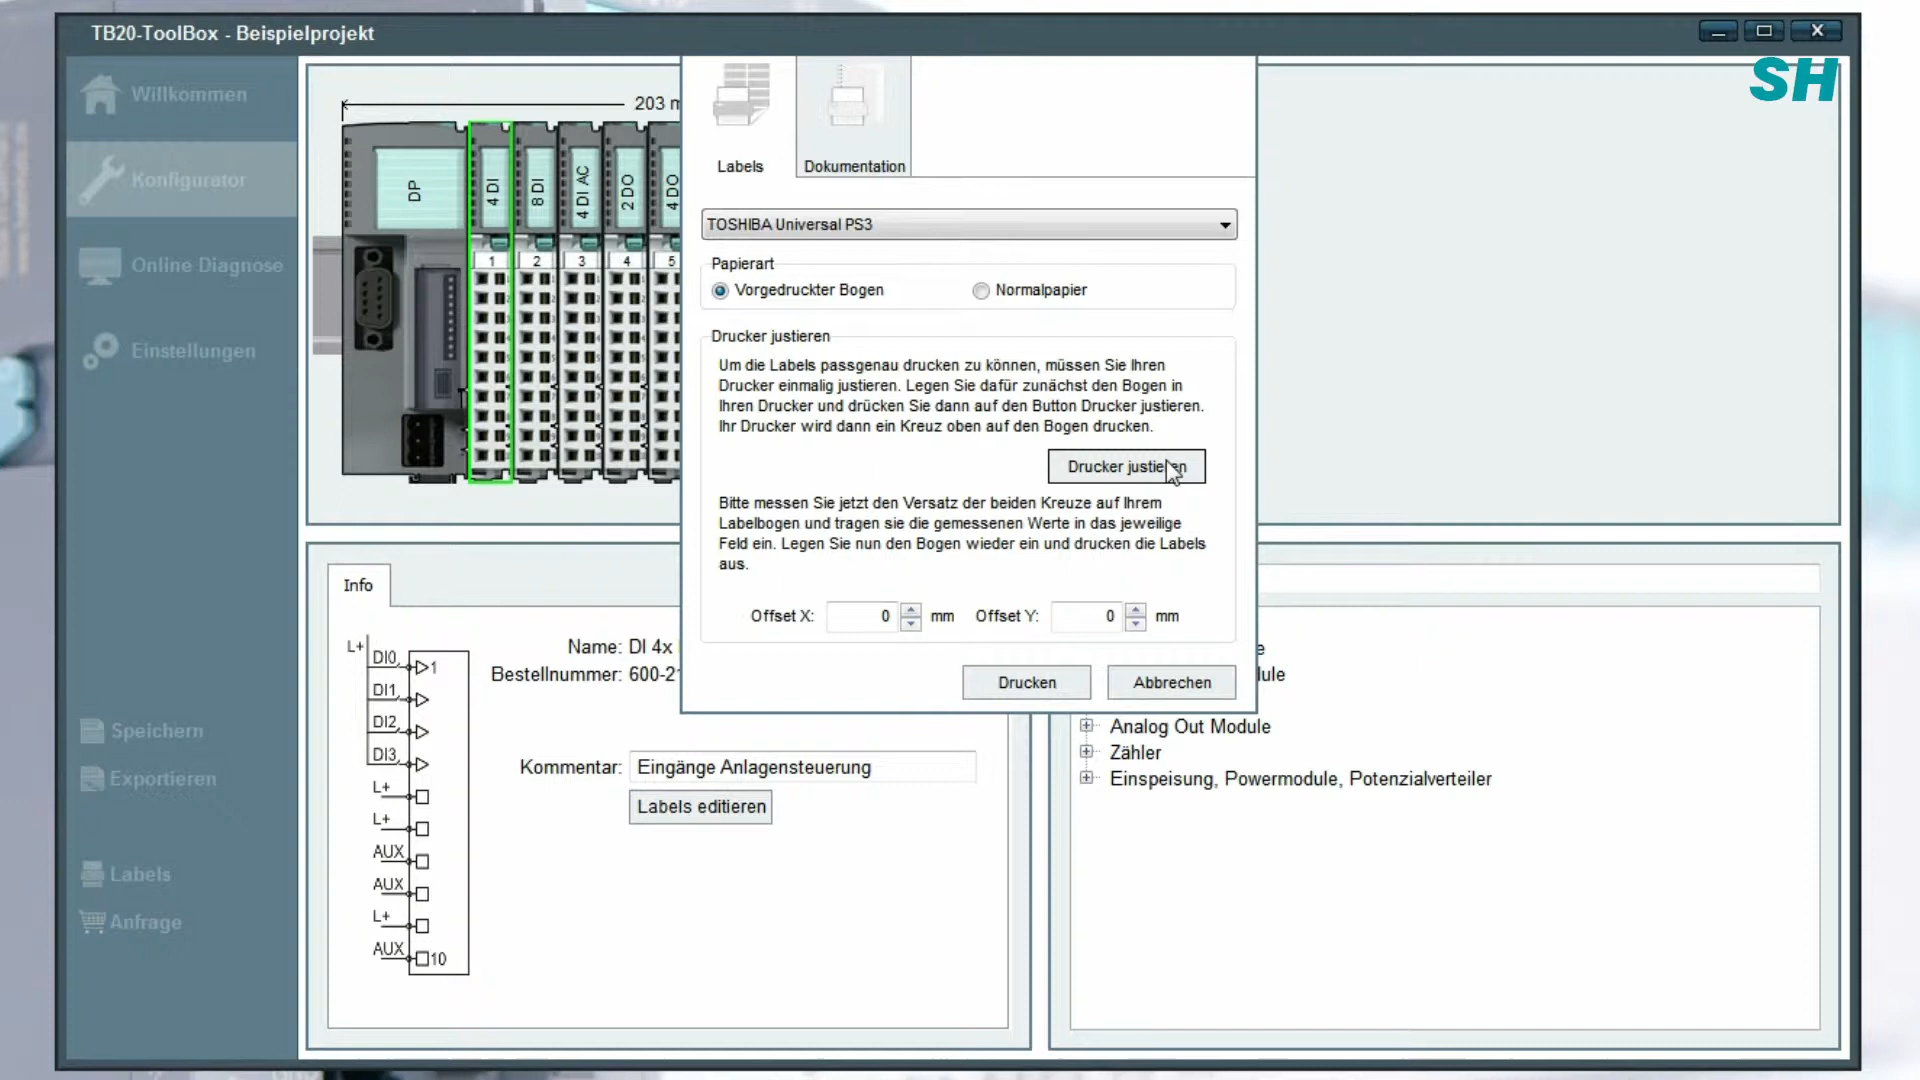 TB20-ToolBox - Beispielprojekt
SH
Willkommen
Konfigurator
Online Diagnose
Einstellungen
Speichern
Exportieren
Labels
Anfrage
203 m
DP
4 DI
8 DI
4 DI AC
2 DO
4 DO
1
2
3
4
5
Labels
Dokumentation
TOSHIBA Universal PS3
Papierart
Vorgedruckter Bogen
Normalpapier
Drucker justieren
Um die Labels passgenau drucken zu können, müssen Sie Ihren
Drucker einmalig justieren. Legen Sie dafür zunächst den Bogen in
Ihren Drucker und drücken Sie dann auf den Button Drucker justieren.
Ihr Drucker wird dann ein Kreuz oben auf den Bogen drucken.
Drucker justieren
Bitte messen Sie jetzt den Versatz der beiden Kreuze auf Ihrem
Labelbogen und tragen sie die gemessenen Werte in das jeweilige
Feld ein. Legen Sie nun den Bogen wieder ein und drucken die Labels
aus.
Offset X: 0 mm Offset Y: 0 mm
Drucken
Abbrechen
Info
L+
DI0
1
DI1
DI2
DI3
L+
L+
AUX
AUX
L+
AUX
10
Name: DI 4x
Bestellnummer: 600-2
Kommentar: Eingänge Anlagensteuerung
Labels editieren
Analog Out Module
Zähler
Einspeisung, Powermodule, Potenzialverteiler